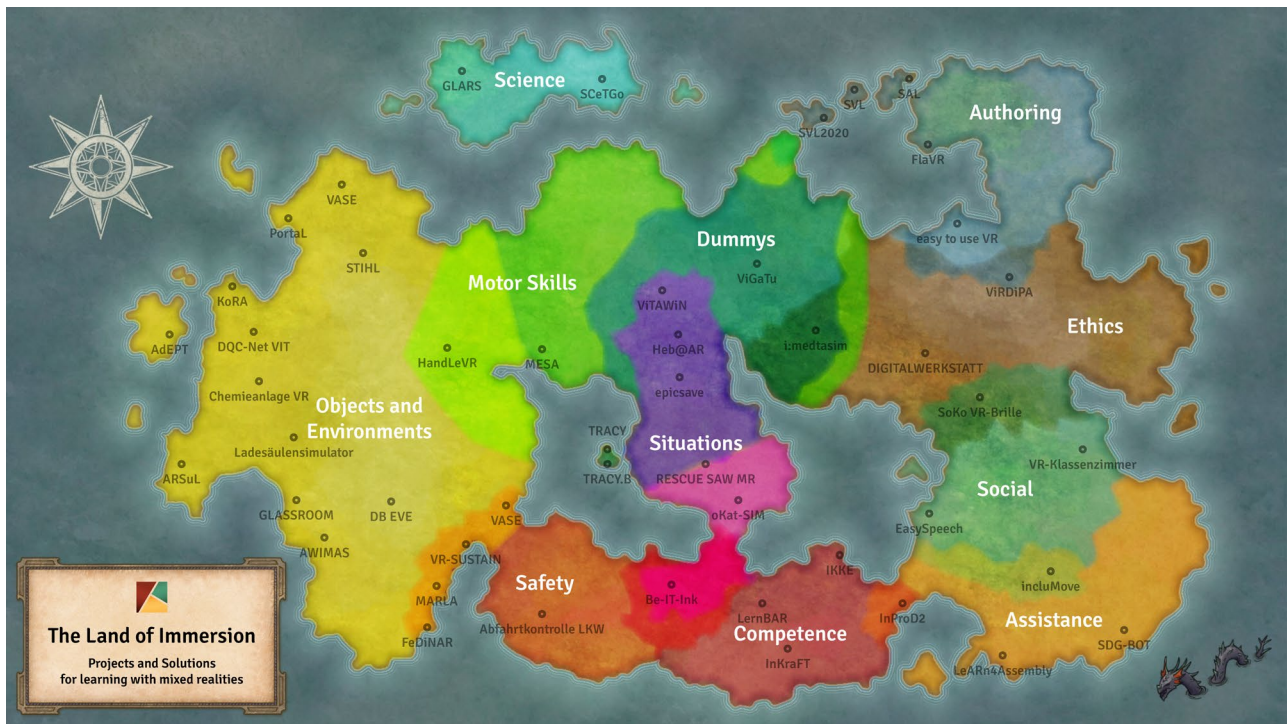 GLARS
Science
SCeTGo
SVL
SAL
SVL2020
Authoring
FlaVR
VASE
PortaL
STIHL
KoRA
AdEPT
DQC-Net VIT
Chemieanlage VR
Objects and
Environments
Ladesäulensimulator
ARSuL
GLASSROOM
DB EVE
AWIMAS
VASE
VR-SUSTAIN
MARLA
FeDiNAR
Motor Skills
HandLeVR
MESA
Dummys
ViGaTu
ViTAWiN
Heb@AR
i:medtasim
epicsave
Situations
TRACY
TRACY.B
RESCUE SAW MR
oKat-SIM
easy to use VR
ViRDiPA
Ethics
DIGITALWERKSTATT
SoKo VR-Brille
VR-Klassenzimmer
Social
EasySpeech
incluMove
Assistance
SDG-BOT
LeARn4Assembly
Safety
Abfahrtkontrolle LKW
Be-IT-Ink
IKKE
LernBAR
Competence
InKraFT
InProD2
The Land of Immersion
Projects and Solutions
for learning with mixed realities